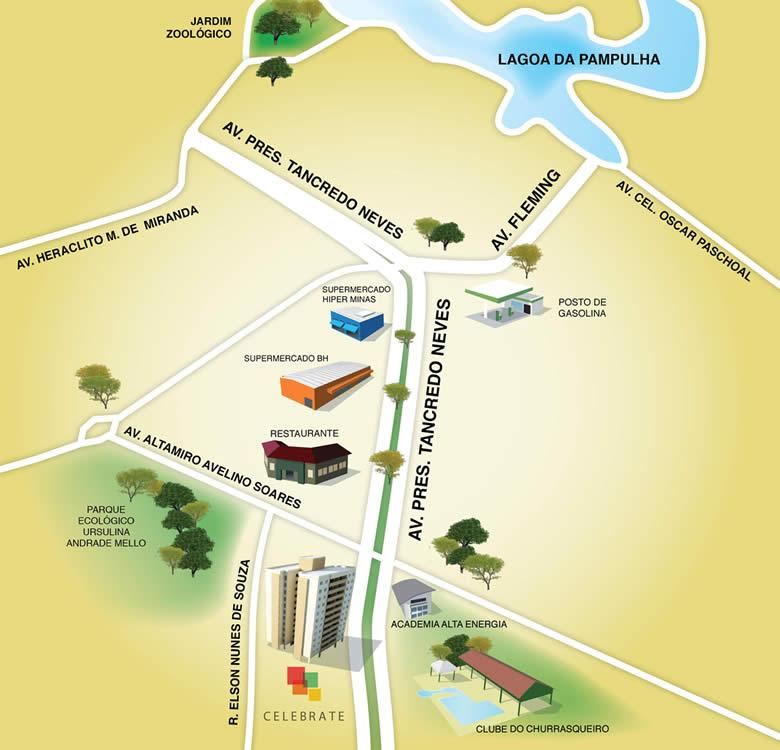 JARDIM
ZOOLÓGICO
LAGOA DA PAMPULHA
AV. PRES. TANCREDO NEVES
AV. FLEMING
AV. CEL. OSCAR PASCHOAL
AV. HERACLITO M. DE MIRANDA
SUPERMERCADO
HIPER MINAS
POSTO DE
GASOLINA
SUPERMERCADO BH
AV. PRES. TANCREDO NEVES
RESTAURANTE
AV. ALTAMIRO AVELINO SOARES
PARQUE
ECOLÓGICO
URSULINA
ANDRADE MELLO
R. ELSON NUNES DE SOUZA
ACADEMIA ALTA ENERGIA
CELEBRATE
CLUBE DO CHURRASQUEIRO